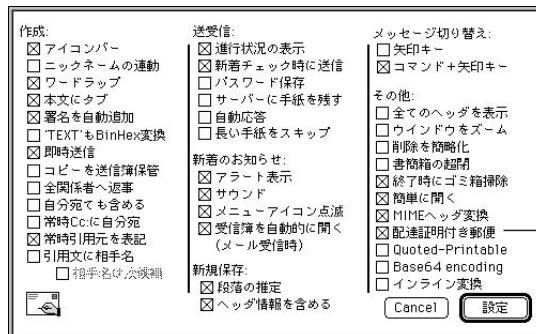 作成:
アイコンバー
ニックネームの連動
ワードラップ
本文にタブ
署名を自動追加
'TEXT'もBinHex変換
即時送信
コピーを送信簿保管
全関係者へ返事
自分宛ても含める
常時Cc:に自分宛
常時引用元を表記
引用文に相手名
送受信:
進行状況の表示
新着チェック時に送信
パスワード保存
サーバーに手紙を残す
自動応答
長い手紙をスキップ
新着のお知らせ:
アラート表示
サウンド
メニューアイコン点滅
受信簿を自動的に開く
(メール受信時)
新規保存:
段落の推定
ヘッダ情報を含める
メッセージ切り替え:
矢印キー
コマンド+矢印キー
その他:
全てのヘッダを表示
ウインドウをズーム
削除を簡略化
書簡箱の超閉
終了時にゴミ箱掃除
簡単に開く
MIMEヘッダ変換
配達証明付き郵便
Quoted-Printable
Base64 encoding
インライン変換
Cancel
設定